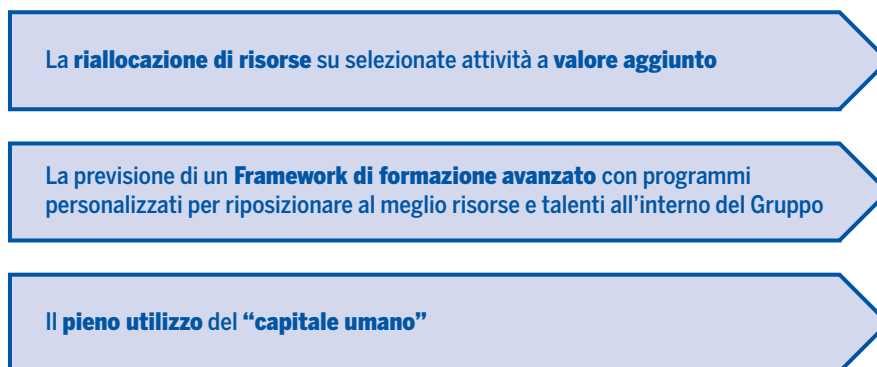 La riallocazione di risorse su selezionate attività a valore aggiunto
La previsione di un Framework di formazione avanzato con programmi
personalizzati per riposizionare al meglio risorse e talenti all’interno del Gruppo
Il pieno utilizzo del “capitale umano”